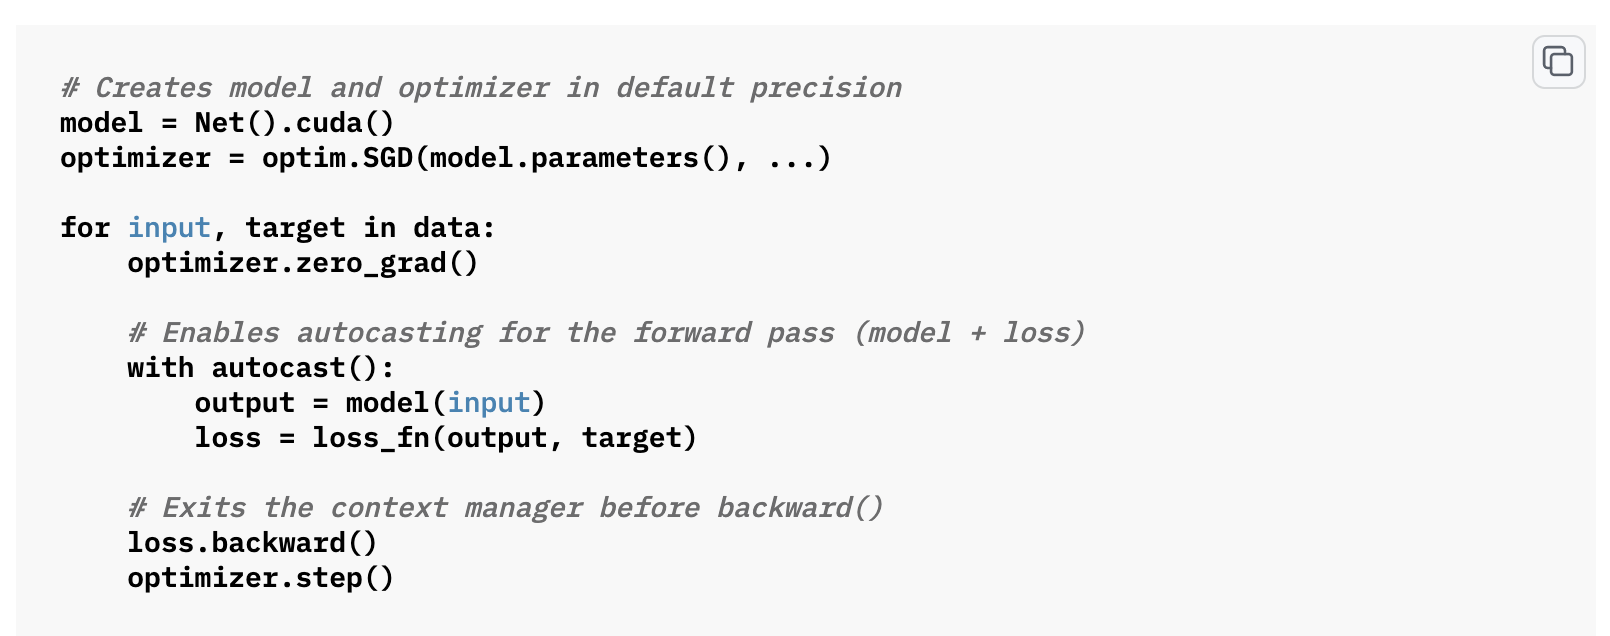 # Creates model and optimizer in default precision
model = Net().cuda()
optimizer = optim.SGD(model.parameters(), ...)

for input, target in data:
    optimizer.zero_grad()

    # Enables autocasting for the forward pass (model + loss)
    with autocast():
        output = model(input)
        loss = loss_fn(output, target)

    # Exits the context manager before backward()
    loss.backward()
    optimizer.step()